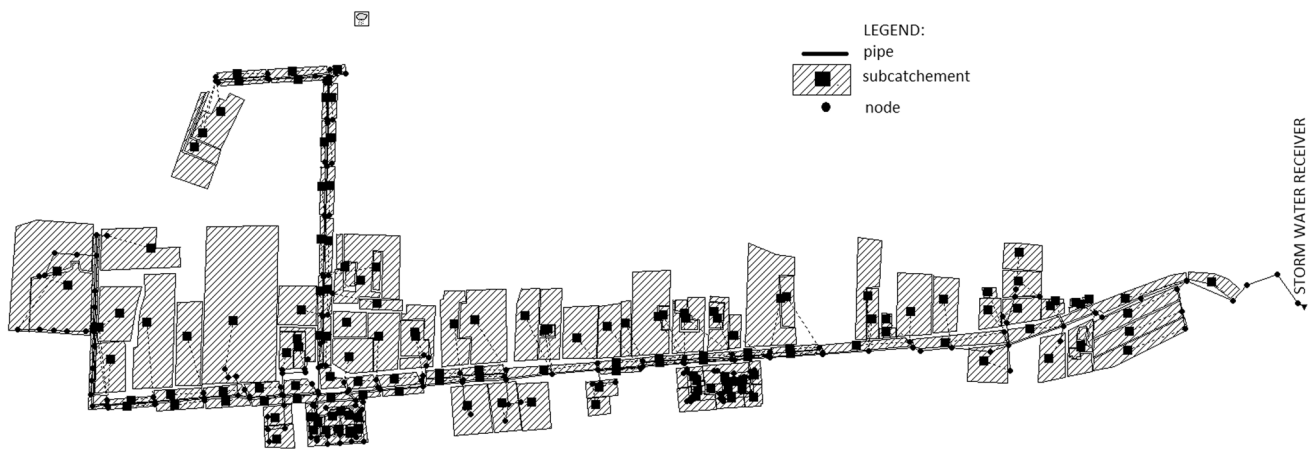 LEGEND:
pipe
subcatchement
node
STORM WATER RECEIVER